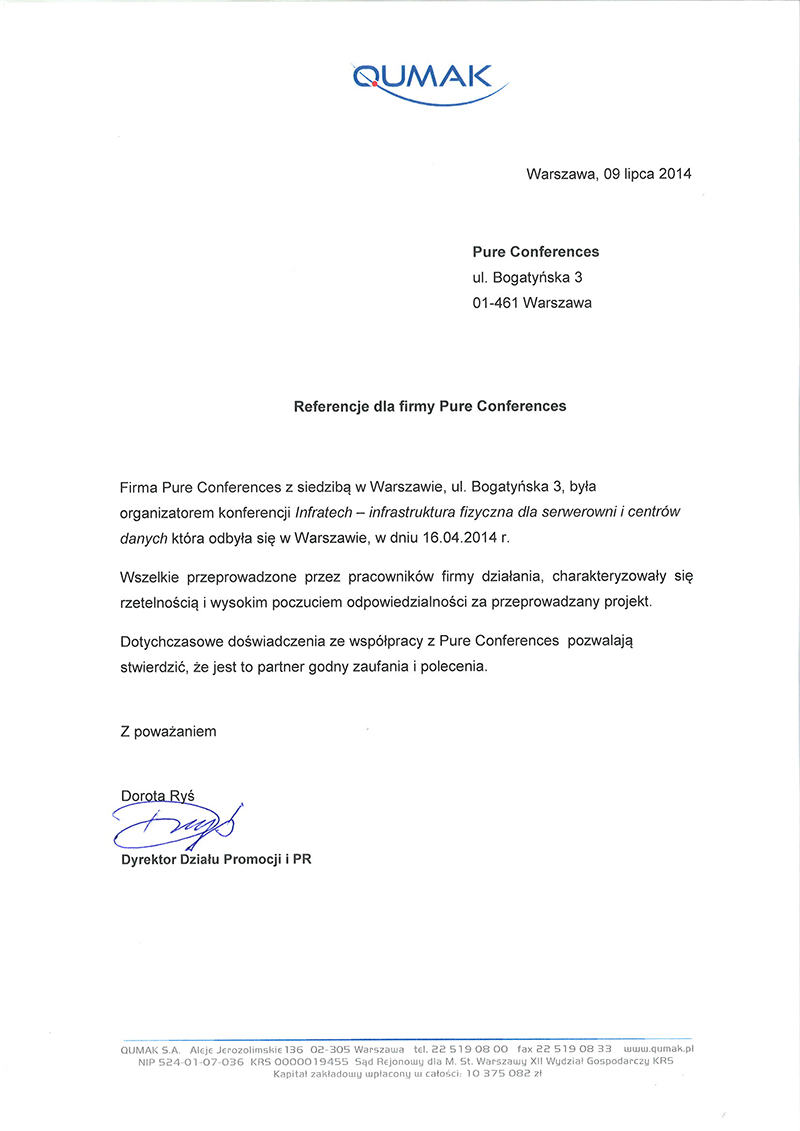 QUMAK
Warszawa, 09 lipca 2014
Pure Conferences
ul. Bogatyńska 3
01-461 Warszawa
Referencje dla firmy Pure Conferences
Firma Pure Conferences z siedzibą w Warszawie, ul. Bogatyńska 3, była
organizatorem konferencji Infratech – infrastruktura fizyczna dla serwerowni i centrów
danych która odbyła się w Warszawie, w dniu 16.04.2014 r.
Wszelkie przeprowadzone przez pracowników firmy działania, charakteryzowały się
rzetelnością i wysokim poczuciem odpowiedzialności za przeprowadzany projekt.
Dotychczasowe doświadczenia ze współpracy z Pure Conferences pozwalają
stwierdzić, że jest to partner godny zaufania i polecenia.
Z poważaniem
Dorota Ryś
Dyrektor Działu Promocji i PR
QUMAK S.A. Aleje Jerozolimskie 136 02-305 Warszawa tel. 22 519 08 00 fax 22 519 08 33 www.qumak.pl
NIP 524-01-07-036 KRS 0000019455 Sąd Rejonowy dla M. St. Warszawy XII Wydział Gospodarczy KRS
Kapitał zakładowy wpłacony w całości: 10 375 082 zł